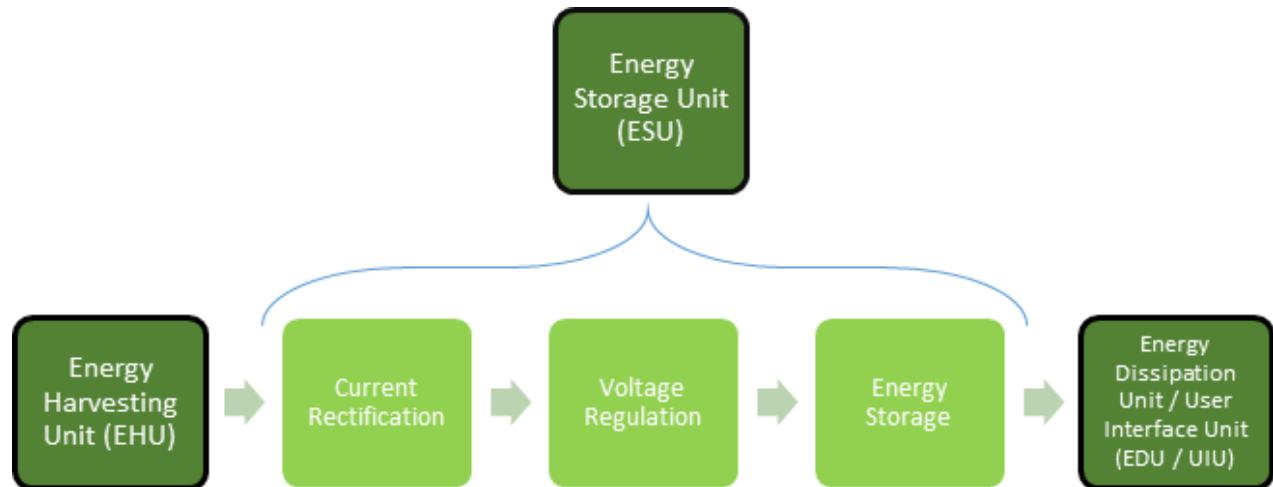 Energy
Storage Unit
(ESU)
Energy
Harvesting
Unit (EHU)
Current
Rectification
Voltage
Regulation
Energy
Storage
Energy
Dissipation
Unit / User
Interface Unit
(EDU / UIU)